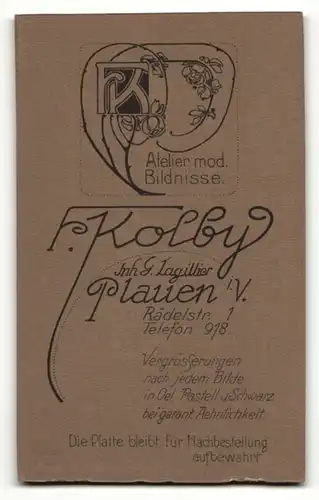 FK
Atelier mod.
Bildnisse.
F. Kolby
Inh. G. Lagillier
Plauen i. V.
Rädelstr. 1
Telefon 918.
Vergrösserungen
nach jedem Bilde
in Oel Pastell u. Schwarz
bei garant. Aehnlichkeit
Die Platte bleibt für Nachbestellung
aufbewahrt